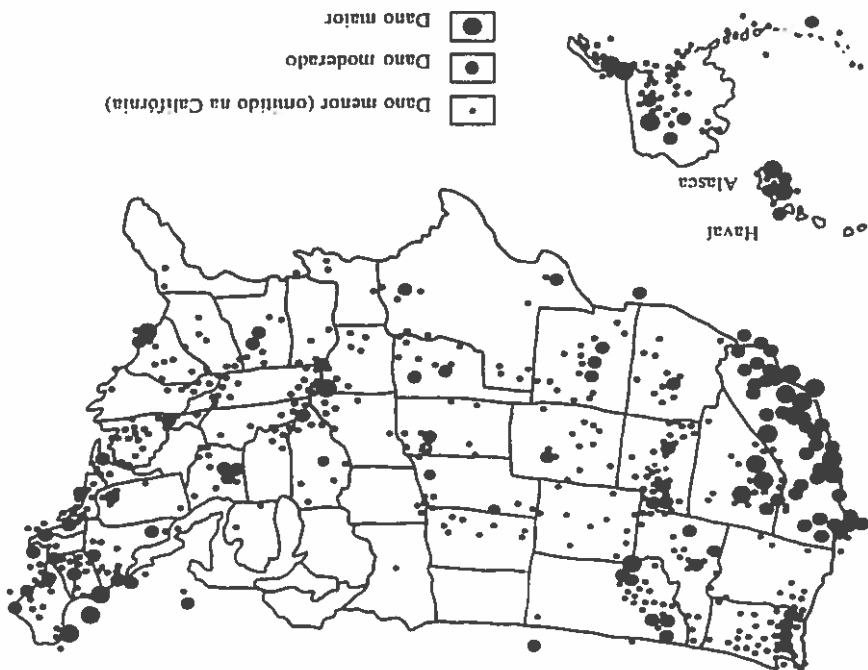 Havaí
Alasca
Dano menor (omitido na Califórnia)
Dano moderado
Dano maior